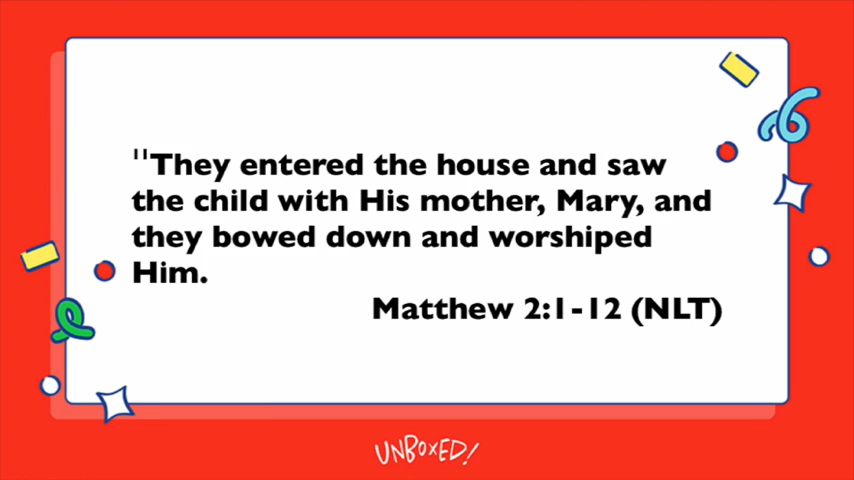 ¹¹They entered the house and saw
the child with His mother, Mary, and
they bowed down and worshiped
Him.
Matthew 2:1-12 (NLT)
UNBOXED!